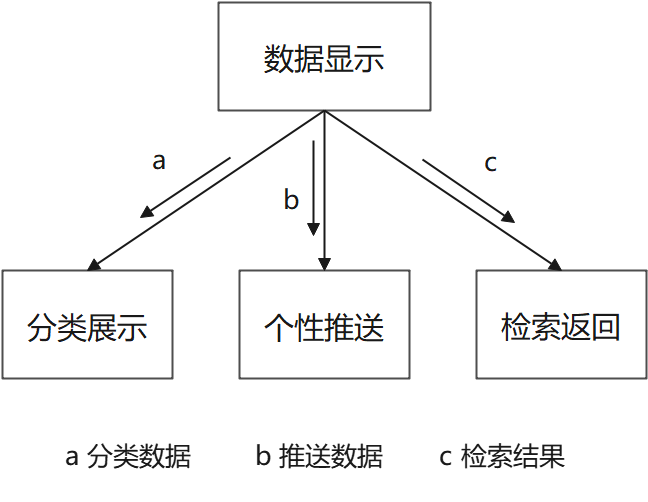 数据显示
a
b
c
分类展示
个性推送
检索返回
a 分类数据
b 推送数据
c 检索结果